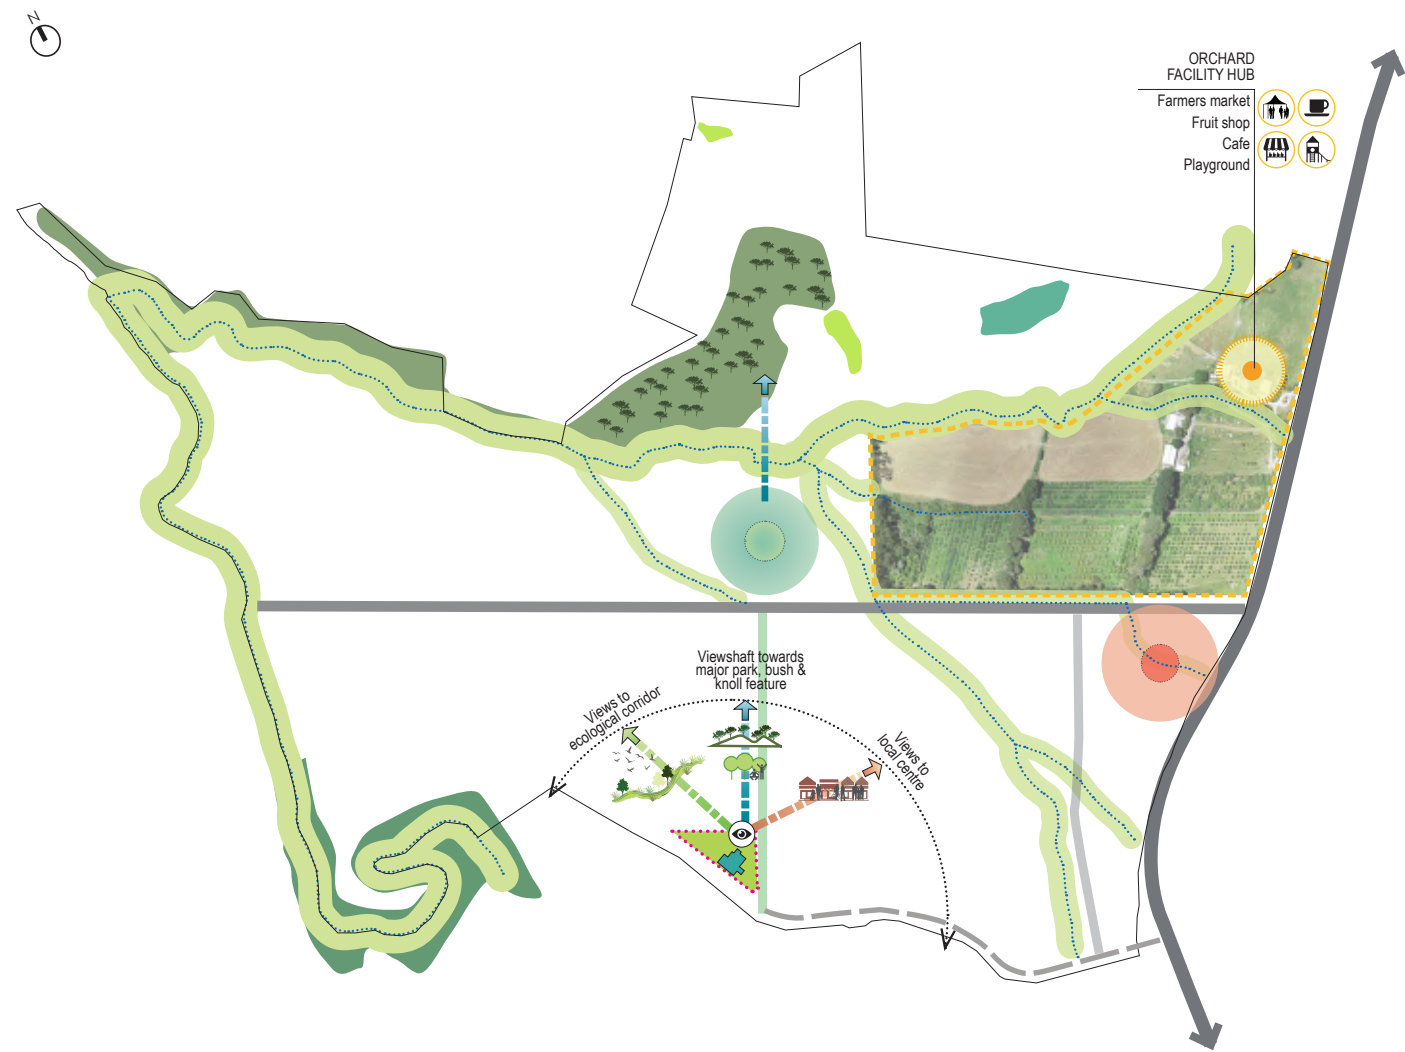 N
ORCHARD
FACILITY HUB
Farmers market
Fruit shop
Cafe
Playground
Viewshaft towards
major park, bush &
knoll feature
Views to
ecological corridor
Views to
local centre